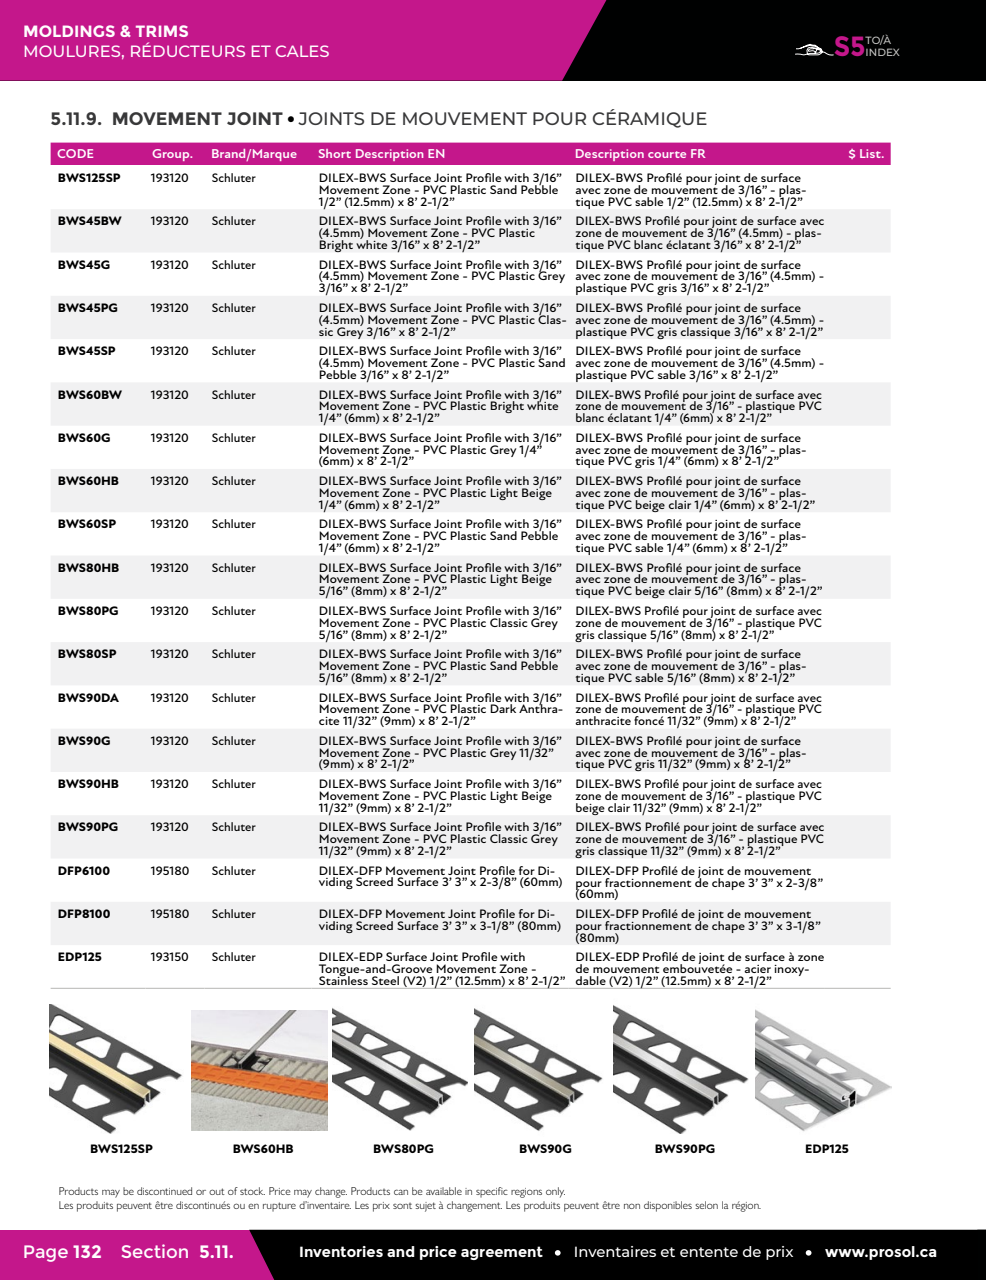 MOLDINGS & TRIMS
MOULURES, RÉDUCTEURS ET CALES
S5 TO/À INDEX
5.11.9. MOVEMENT JOINT • JOINTS DE MOUVEMENT POUR CÉRAMIQUE
CODE Group. Brand/Marque Short Description EN Description courte FR $ List.
BWS125SP 193120 Schluter DILEX-BWS Surface Joint Profile with 3/16” DILEX-BWS Profilé pour joint de surface
Movement Zone - PVC Plastic Sand Pebble avec zone de mouvement de 3/16” - plas-
1/2” (12.5mm) x 8’ 2-1/2” tique PVC sable 1/2” (12.5mm) x 8’ 2-1/2”
BWS45BW 193120 Schluter DILEX-BWS Surface Joint Profile with 3/16” DILEX-BWS Profilé pour joint de surface avec
(4.5mm) Movement Zone - PVC Plastic zone de mouvement de 3/16” (4.5mm) - plas-
Bright white 3/16” x 8’ 2-1/2” tique PVC blanc éclatant 3/16” x 8’ 2-1/2”
BWS45G 193120 Schluter DILEX-BWS Surface Joint Profile with 3/16” DILEX-BWS Profilé pour joint de surface
(4.5mm) Movement Zone - PVC Plastic Grey avec zone de mouvement de 3/16” (4.5mm) -
3/16” x 8’ 2-1/2” plastique PVC gris 3/16” x 8’ 2-1/2”
BWS45PG 193120 Schluter DILEX-BWS Surface Joint Profile with 3/16” DILEX-BWS Profilé pour joint de surface
(4.5mm) Movement Zone - PVC Plastic Clas- avec zone de mouvement de 3/16” (4.5mm) -
sic Grey 3/16” x 8’ 2-1/2” plastique PVC gris classique 3/16” x 8’ 2-1/2”
BWS45SP 193120 Schluter DILEX-BWS Surface Joint Profile with 3/16” DILEX-BWS Profilé pour joint de surface
(4.5mm) Movement Zone - PVC Plastic Sand avec zone de mouvement de 3/16” (4.5mm) -
Pebble 3/16” x 8’ 2-1/2” plastique PVC sable 3/16” x 8’ 2-1/2”
BWS60BW 193120 Schluter DILEX-BWS Surface Joint Profile with 3/16” DILEX-BWS Profilé pour joint de surface avec
Movement Zone - PVC Plastic Bright white zone de mouvement de 3/16” - plastique PVC
1/4” (6mm) x 8’ 2-1/2” blanc éclatant 1/4” (6mm) x 8’ 2-1/2”
BWS60G 193120 Schluter DILEX-BWS Surface Joint Profile with 3/16” DILEX-BWS Profilé pour joint de surface
Movement Zone - PVC Plastic Grey 1/4” avec zone de mouvement de 3/16” - plas-
(6mm) x 8’ 2-1/2” tique PVC gris 1/4” (6mm) x 8’ 2-1/2”
BWS60HB 193120 Schluter DILEX-BWS Surface Joint Profile with 3/16” DILEX-BWS Profilé pour joint de surface
Movement Zone - PVC Plastic Light Beige avec zone de mouvement de 3/16” - plas-
1/4” (6mm) x 8’ 2-1/2” tique PVC beige clair 1/4” (6mm) x 8’ 2-1/2”
BWS60SP 193120 Schluter DILEX-BWS Surface Joint Profile with 3/16” DILEX-BWS Profilé pour joint de surface
Movement Zone - PVC Plastic Sand Pebble avec zone de mouvement de 3/16” - plas-
1/4” (6mm) x 8’ 2-1/2” tique PVC sable 1/4” (6mm) x 8’ 2-1/2”
BWS80HB 193120 Schluter DILEX-BWS Surface Joint Profile with 3/16” DILEX-BWS Profilé pour joint de surface
Movement Zone - PVC Plastic Light Beige avec zone de mouvement de 3/16” - plas-
5/16” (8mm) x 8’ 2-1/2” tique PVC beige clair 5/16” (8mm) x 8’ 2-1/2”
BWS80PG 193120 Schluter DILEX-BWS Surface Joint Profile with 3/16” DILEX-BWS Profilé pour joint de surface avec
Movement Zone - PVC Plastic Classic Grey zone de mouvement de 3/16” - plastique PVC
5/16” (8mm) x 8’ 2-1/2” gris classique 5/16” (8mm) x 8’ 2-1/2”
BWS80SP 193120 Schluter DILEX-BWS Surface Joint Profile with 3/16” DILEX-BWS Profilé pour joint de surface
Movement Zone - PVC Plastic Sand Pebble avec zone de mouvement de 3/16” - plas-
5/16” (8mm) x 8’ 2-1/2” tique PVC sable 5/16” (8mm) x 8’ 2-1/2”
BWS90DA 193120 Schluter DILEX-BWS Surface Joint Profile with 3/16” DILEX-BWS Profilé pour joint de surface avec
Movement Zone - PVC Plastic Dark Anthra- zone de mouvement de 3/16” - plastique PVC
cite 11/32” (9mm) x 8’ 2-1/2” anthracite foncé 11/32” (9mm) x 8’ 2-1/2”
BWS90G 193120 Schluter DILEX-BWS Surface Joint Profile with 3/16” DILEX-BWS Profilé pour joint de surface
Movement Zone - PVC Plastic Grey 11/32” avec zone de mouvement de 3/16” - plas-
(9mm) x 8’ 2-1/2” tique PVC gris 11/32” (9mm) x 8’ 2-1/2”
BWS90HB 193120 Schluter DILEX-BWS Surface Joint Profile with 3/16” DILEX-BWS Profilé pour joint de surface avec
Movement Zone - PVC Plastic Light Beige zone de mouvement de 3/16” - plastique PVC
11/32” (9mm) x 8’ 2-1/2” beige clair 11/32” (9mm) x 8’ 2-1/2”
BWS90PG 193120 Schluter DILEX-BWS Surface Joint Profile with 3/16” DILEX-BWS Profilé pour joint de surface avec
Movement Zone - PVC Plastic Classic Grey zone de mouvement de 3/16” - plastique PVC
11/32” (9mm) x 8’ 2-1/2” gris classique 11/32” (9mm) x 8’ 2-1/2”
DFP6100 195180 Schluter DILEX-DFP Movement Joint Profile for Di- DILEX-DFP Profilé de joint de mouvement
viding Screed Surface 3’ 3” x 2-3/8” (60mm) pour fractionnement de chape 3’ 3” x 2-3/8”
(60mm)
DFP8100 195180 Schluter DILEX-DFP Movement Joint Profile for Di- DILEX-DFP Profilé de joint de mouvement
viding Screed Surface 3’ 3” x 3-1/8” (80mm) pour fractionnement de chape 3’ 3” x 3-1/8”
(80mm)
EDP125 193150 Schluter DILEX-EDP Surface Joint Profile with DILEX-EDP Profilé de joint de surface à zone
Tongue-and-Groove Movement Zone - de mouvement embouvetée - acier inoxy-
Stainless Steel (V2) 1/2” (12.5mm) x 8’ 2-1/2” dable (V2) 1/2” (12.5mm) x 8’ 2-1/2”
BWS125SP BWS60HB BWS80PG BWS90G BWS90PG EDP125
Products may be discontinued or out of stock. Price may change. Products can be available in specific regions only.
Les produits peuvent être discontinués ou en rupture d’inventaire. Les prix sont sujet à changement. Les produits peuvent être non disponibles selon la région.
Page 132 Section 5.11. Inventories and price agreement • Inventaires et entente de prix • www.prosol.ca